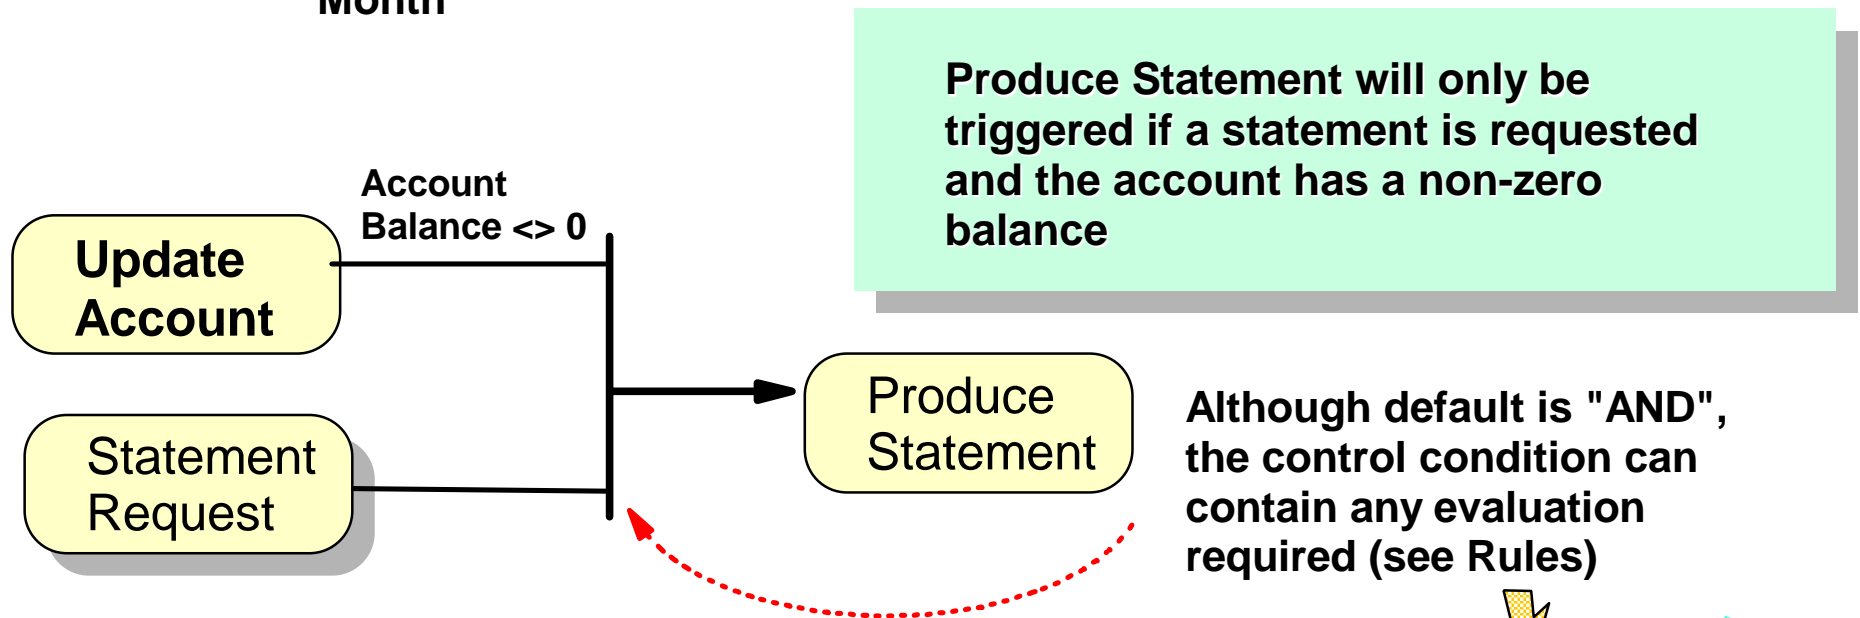 Month
Produce Statement will only be
triggered if a statement is requested
and the account has a non-zero
balance
Account
Balance <> 0
Update
Account
Produce
Statement
Although default is "AND",
the control condition can
contain any evaluation
required (see Rules)
Statement
Request